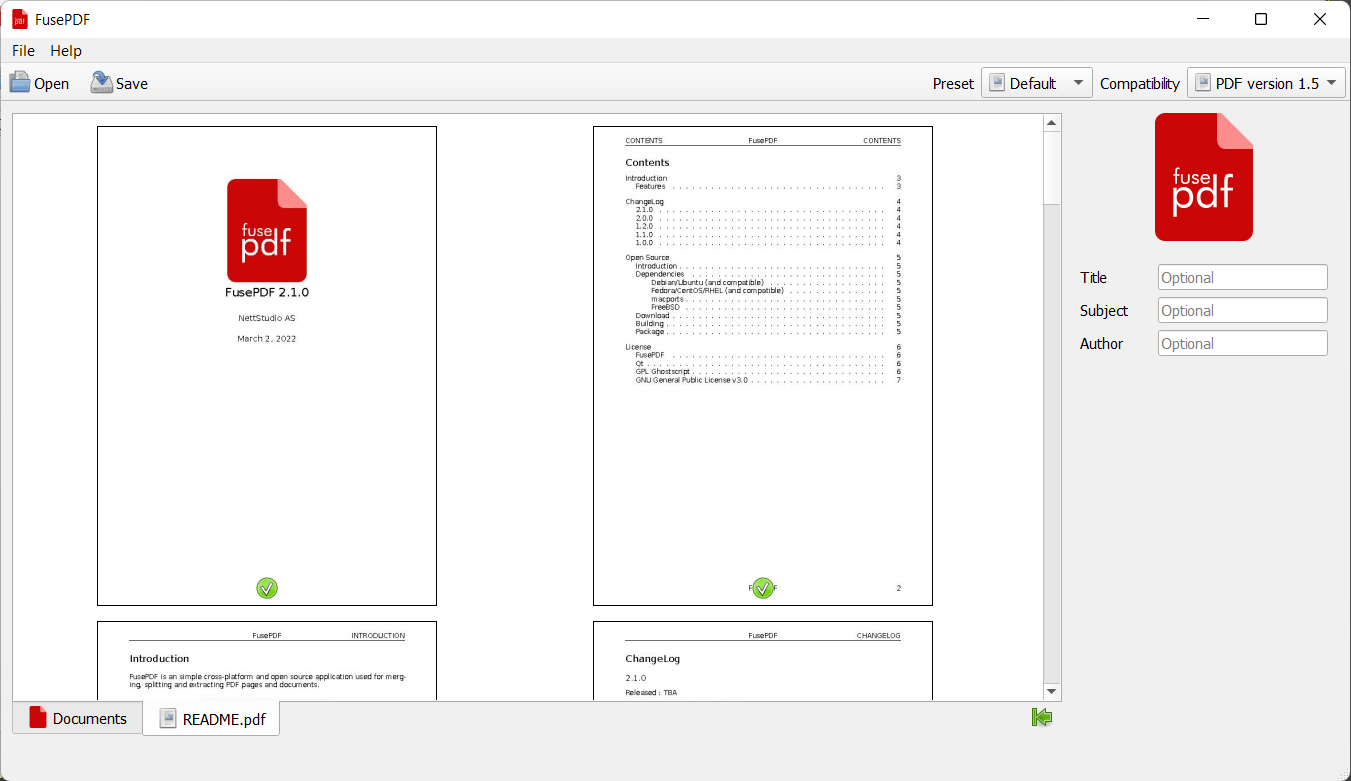 FusePDF
File Help
Open Save Preset Default Compatibility PDF version 1.5
fuse
pdf
FusePDF 2.1.0
NettStudio AS
March 2, 2022
CONTENTS FusePDF CONTENTS
Contents
Introduction 3
Features . . . . . . . . . . . . . . . . . . . . . . . . . . . . . 3
ChangeLog 4
2.1.0 . . . . . . . . . . . . . . . . . . . . . . . . . . . . . . 4
2.0.0 . . . . . . . . . . . . . . . . . . . . . . . . . . . . . . 4
1.2.0 . . . . . . . . . . . . . . . . . . . . . . . . . . . . . . 4
1.1.0 . . . . . . . . . . . . . . . . . . . . . . . . . . . . . . 4
1.0.0 . . . . . . . . . . . . . . . . . . . . . . . . . . . . . . 4
Open Source 5
Introduction . . . . . . . . . . . . . . . . . . . . . . . . . . . 5
Dependencies . . . . . . . . . . . . . . . . . . . . . . . . . . 5
Debian/Ubuntu (and compatible) . . . . . . . . . . . . . . . . 5
Fedora/CentOS/RHEL (and compatible) . . . . . . . . . . . . . 5
macports . . . . . . . . . . . . . . . . . . . . . . . . . . . 5
FreeBSD . . . . . . . . . . . . . . . . . . . . . . . . . . . 5
Download . . . . . . . . . . . . . . . . . . . . . . . . . . . . 5
Building . . . . . . . . . . . . . . . . . . . . . . . . . . . . . 5
Package . . . . . . . . . . . . . . . . . . . . . . . . . . . . . 5
License 6
FusePDF . . . . . . . . . . . . . . . . . . . . . . . . . . . . 6
Qt . . . . . . . . . . . . . . . . . . . . . . . . . . . . . . . . 6
GPL Ghostscript . . . . . . . . . . . . . . . . . . . . . . . . . 6
GNU General Public License v3.0 . . . . . . . . . . . . . . . . . 7
2
FusePDF INTRODUCTION
Introduction
FusePDF is an simple cross-platform and open source application used for merg-
ing, splitting and extracting PDF pages and documents.
FusePDF CHANGELOG
ChangeLog
2.1.0
Released : TBA
fuse
pdf
Title Optional
Subject Optional
Author Optional
Documents README.pdf